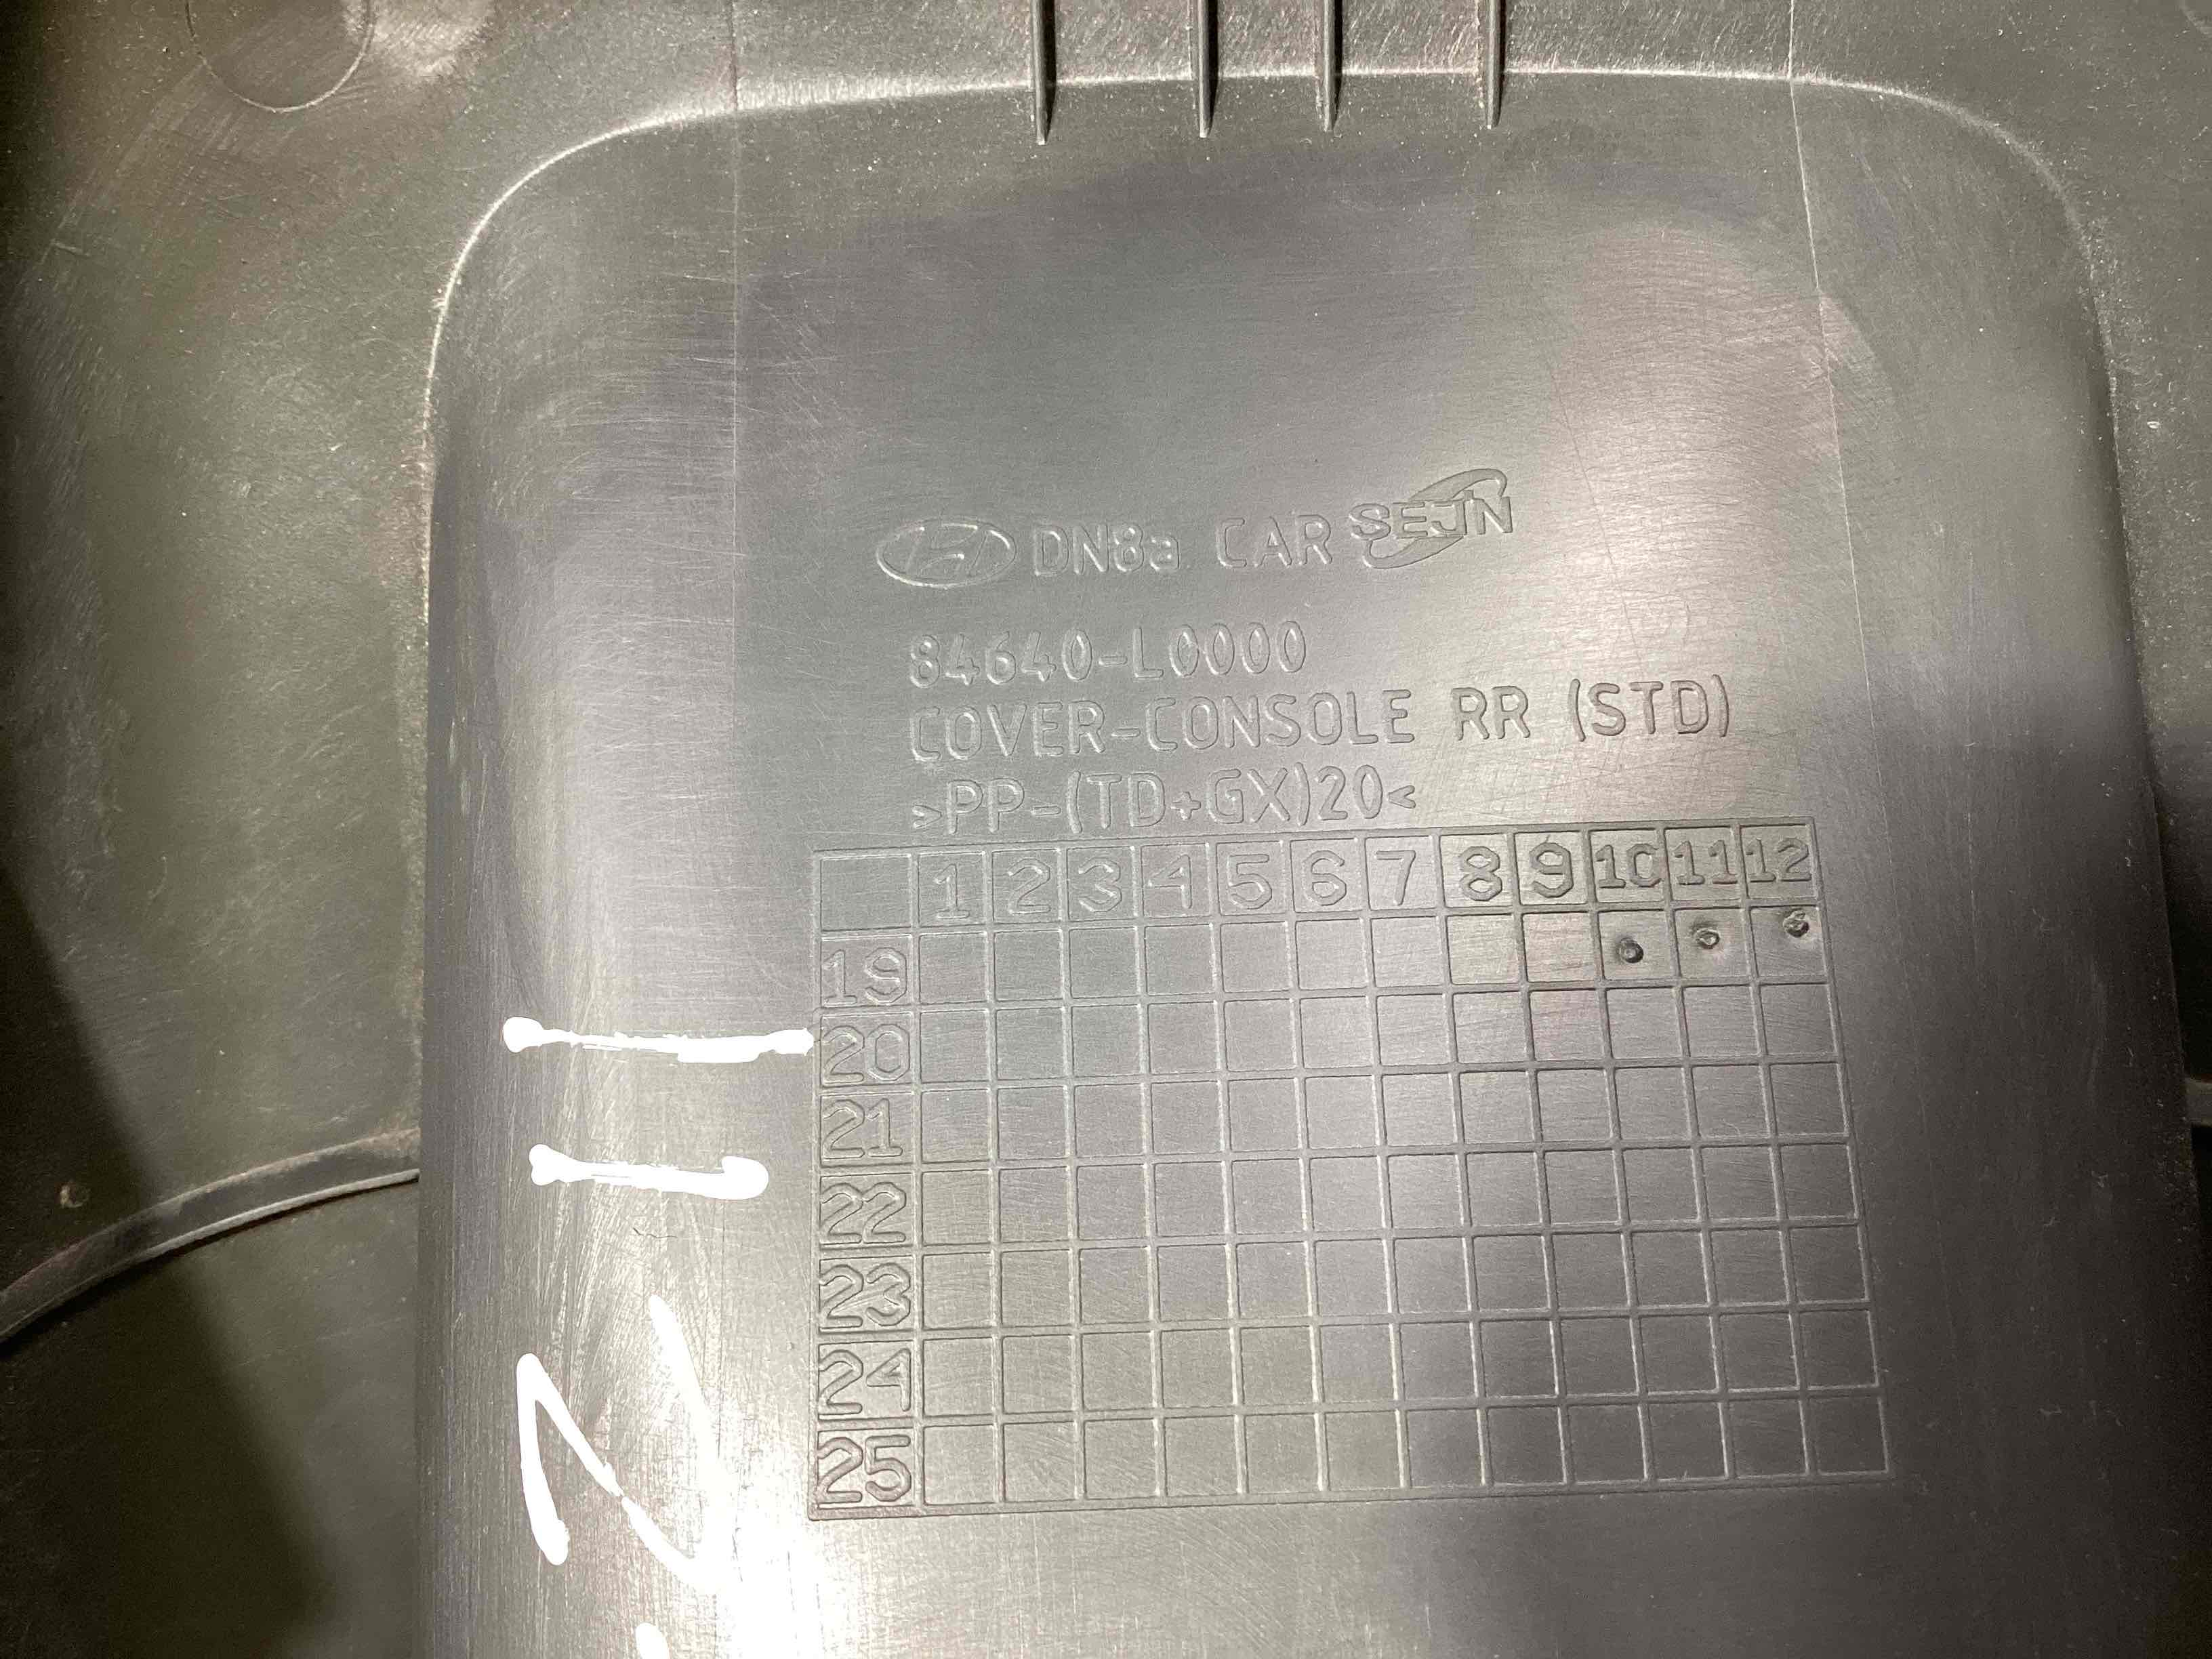 DN8a CAR SEJIN
84640-L0000
COVER-CONSOLE RR (STD)
>PP-(TD+GX)20<
1 2 3 4 5 6 7 8 9 10 11 12
19
20
21
22
23
24
25